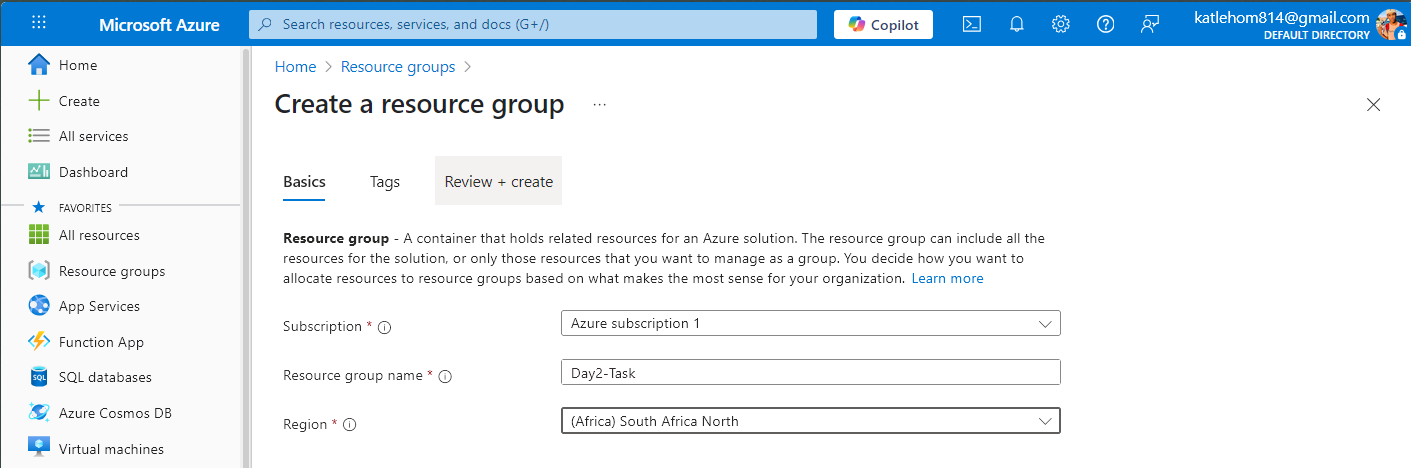 Microsoft Azure
Search resources, services, and docs (G+/)
Copilot
katlehom814@gmail.com
DEFAULT DIRECTORY
Home
Create
All services
Dashboard
FAVORITES
All resources
Resource groups
App Services
Function App
SQL
SQL databases
Azure Cosmos DB
Virtual machines
Home > Resource groups >
Create a resource group ...
Basics Tags Review + create
Resource group - A container that holds related resources for an Azure solution. The resource group can include all the
resources for the solution, or only those resources that you want to manage as a group. You decide how you want to
allocate resources to resource groups based on what makes the most sense for your organization. Learn more
Subscription * Azure subscription 1
Resource group name * Day2-Task
Region * (Africa) South Africa North